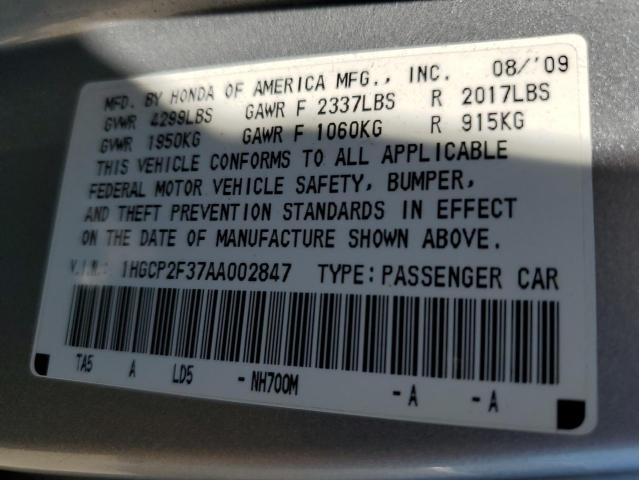 MFD. BY HONDA OF AMERICA MFG., INC. 08/'09
GVWR 4299LBS GAWR F 2337LBS R 2017LBS
GVWR 1950KG GAWR F 1060KG R 915KG
THIS VEHICLE CONFORMS TO ALL APPLICABLE
FEDERAL MOTOR VEHICLE SAFETY, BUMPER,
AND THEFT PREVENTION STANDARDS IN EFFECT
ON THE DATE OF MANUFACTURE SHOWN ABOVE.
V.I.N.: 1HGCP2F37AA002847 TYPE: PASSENGER CAR
TA5 A LD5 -NH700M -A -A